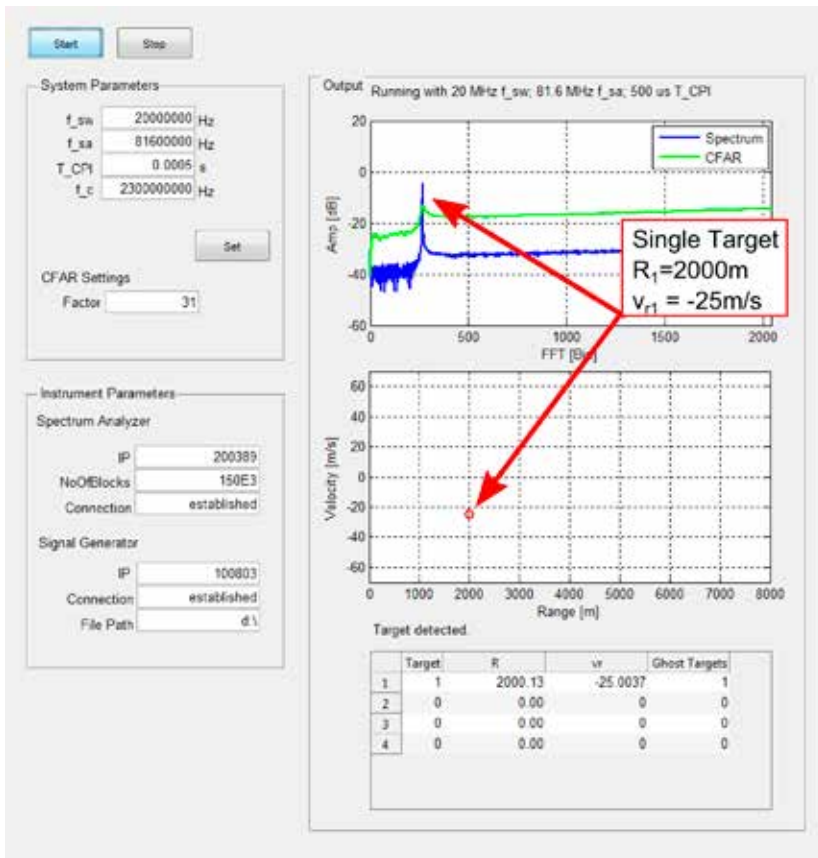 Start Stop
System Parameters
f_sw 20000000 Hz
f_sa 81600000 Hz
T_CPI 0.0005 s
f_c 2300000000 Hz
Set
CFAR Settings
Factor 31
Instrument Parameters
Spectrum Analyzer
IP 200389
NoOfBlocks 150E3
Connection established
Signal Generator
IP 100803
Connection established
File Path d:\
Output
Running with 20 MHz f_sw; 81.6 MHz f_sa; 500 us T_CPI
20
0
-20
-40
-60
Amp [dB]
Spectrum
CFAR
Single Target
R1=2000m
vr1 = -25m/s
0 500 1000 1500 2000
FFT [Bin]
60
40
20
0
-20
-40
-60
Velocity [m/s]
0 1000 2000 3000 4000 5000 6000 7000 8000
Range [m]
Target detected.
Target R vr Ghost Targets
1 1 2000.13 -25.0037 1
2 0 0.00 0 0
3 0 0.00 0 0
4 0 0.00 0 0